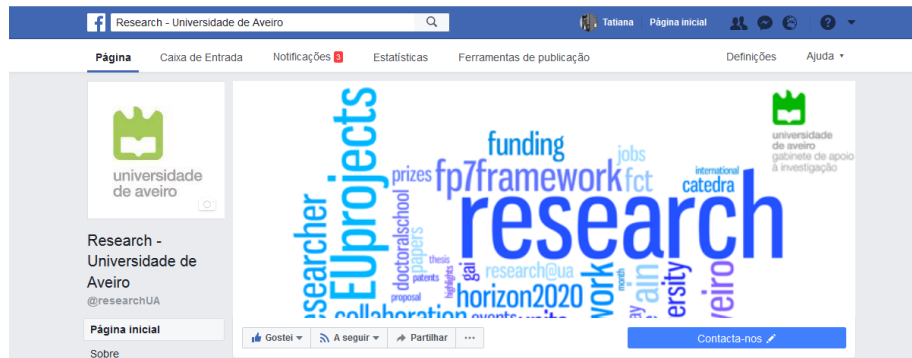 Research - Universidade de Aveiro
Tatiana
Página inicial
Página
Caixa de Entrada
Notificações 3
Estatísticas
Ferramentas de publicação
Definições
Ajuda
universidade
de aveiro
Research -
Universidade de
Aveiro
@researchUA
Página inicial
Sobre
projects
EU
researcher
funding
jobs
prizes
fp7framework
fct
international
catedra
research
doctoralschool
papers
thesis
patents
highlights
proposal
gai
research@ua
horizon2020
month
collaboration
events
universidade
de aveiro
gabinete de apoio
à investigação
Gostei
A seguir
Partilhar
...
Contacta-nos